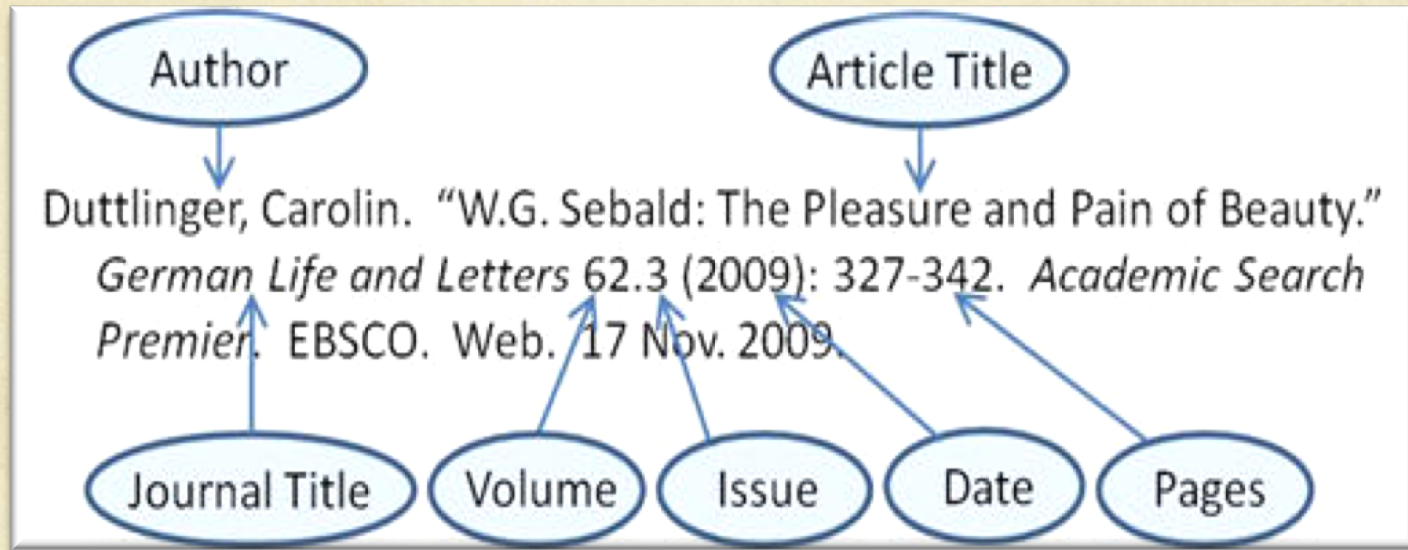 Author Article Title
Duttlinger, Carolin. “W.G. Sebald: The Pleasure and Pain of Beauty.”
German Life and Letters 62.3 (2009): 327-342. Academic Search
Premier. EBSCO. Web. 17 Nov. 2009.
Journal Title Volume Issue Date Pages